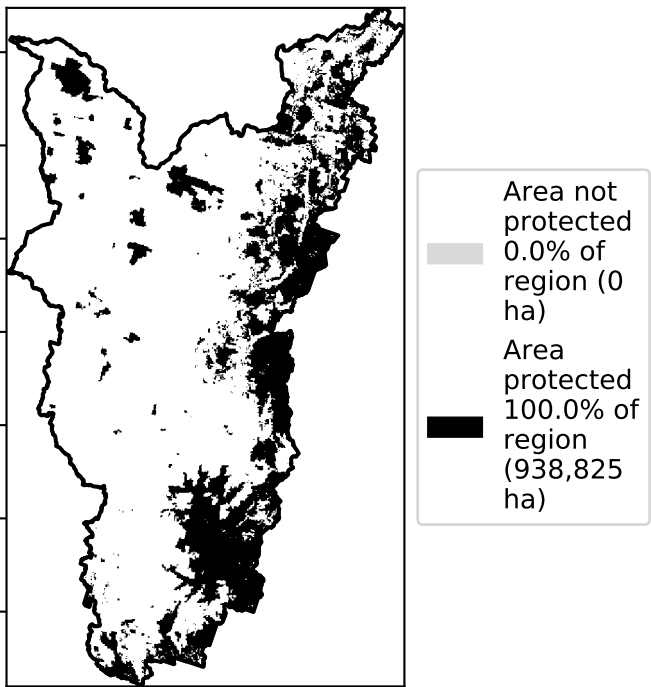 Area not
protected
0.0% of
region (0
ha)
Area
protected
100.0% of
region
(938,825
ha)